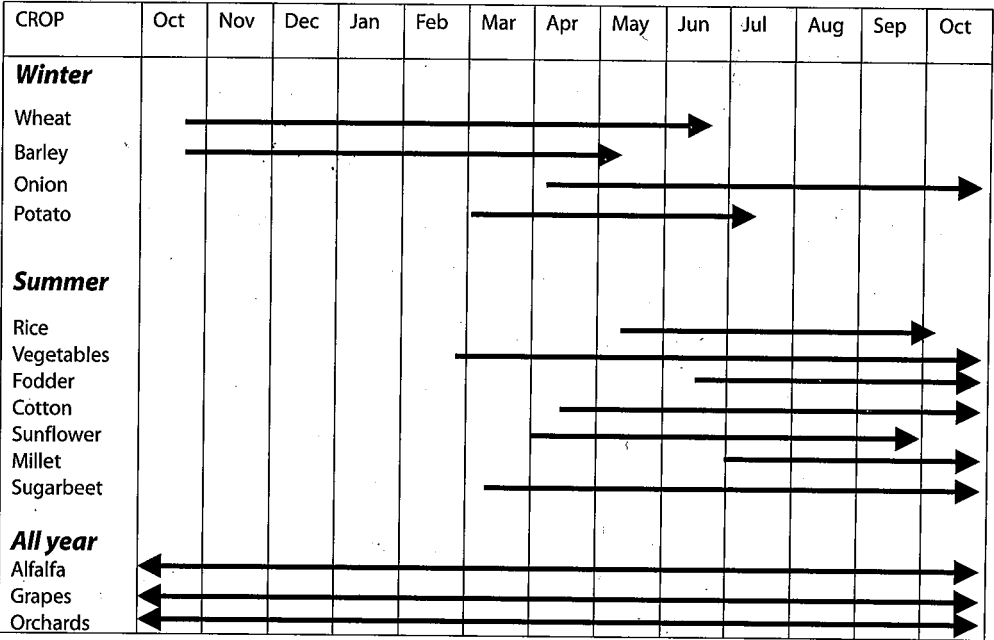 CROP Oct Nov Dec Jan Feb Mar Apr May Jun Jul Aug Sep Oct
Winter
Wheat
Barley
Onion
Potato
Summer
Rice
Vegetables
Fodder
Cotton
Sunflower
Millet
Sugarbeet
All year
Alfalfa
Grapes
Orchards